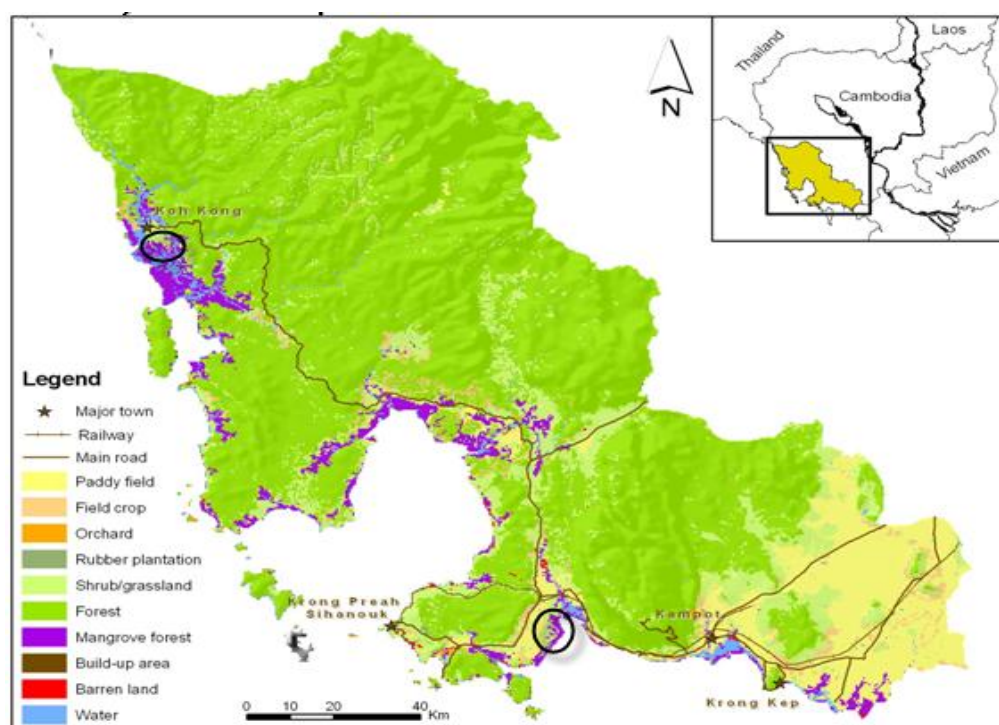 Thailand
Laos
Cambodia
Vietnam
N
Koh Kong
Legend
Major town
Railway
Main road
Paddy field
Field crop
Orchard
Rubber plantation
Shrub/grassland
Forest
Mangrove forest
Build-up area
Barren land
Water
Krong Preah
Sihanouk
Kampot
Krong Kep
0 10 20 40
Km